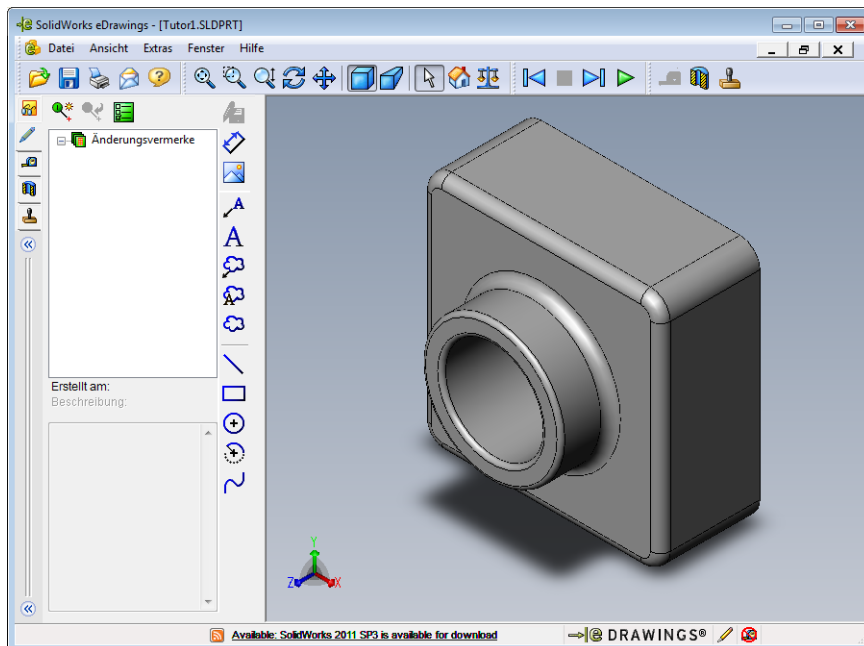 SolidWorks eDrawings - [Tutor1.SLDPRT]
Datei Ansicht Extras Fenster Hilfe
Änderungsvermerke
A
A
A
Erstellt am:
Beschreibung:
Y
Z X
Available: SolidWorks 2011 SP3 is available for download
e DRAWINGS®